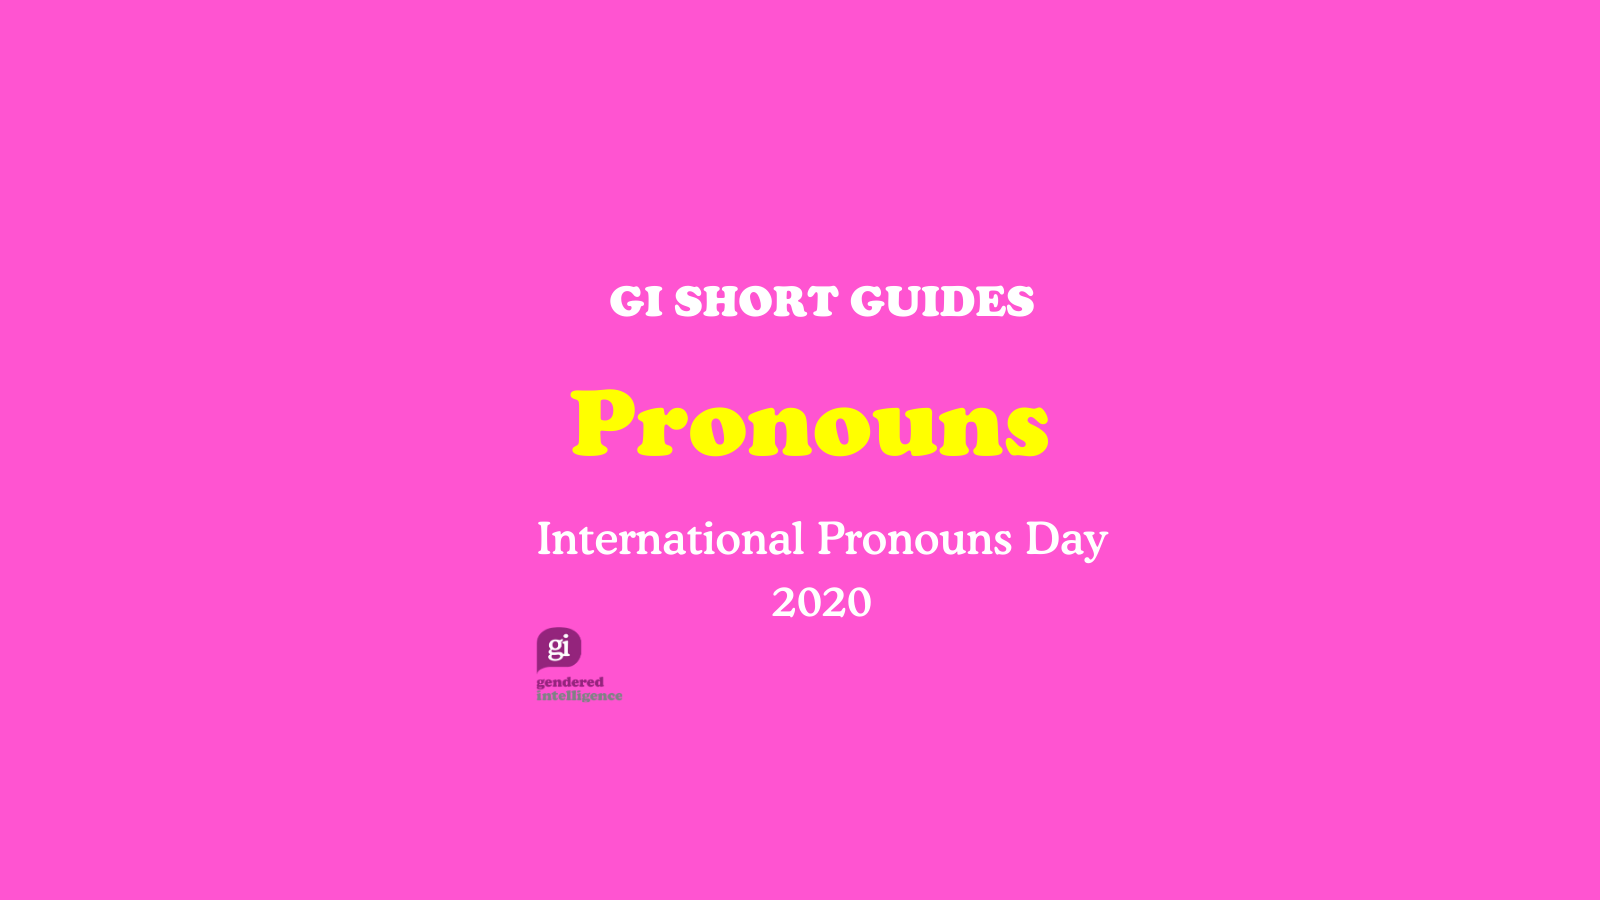 GI SHORT GUIDES
Pronouns
International Pronouns Day
2020
gi
gendered
intelligence